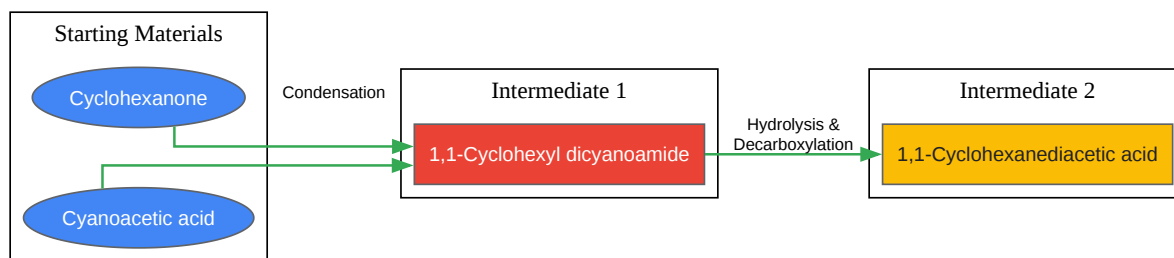 Starting Materials
Cyclohexanone
Cyanoacetic acid
Condensation
Intermediate 1
1,1-Cyclohexyl dicyanoamide
Hydrolysis &
Decarboxylation
Intermediate 2
1,1-Cyclohexanediacetic acid